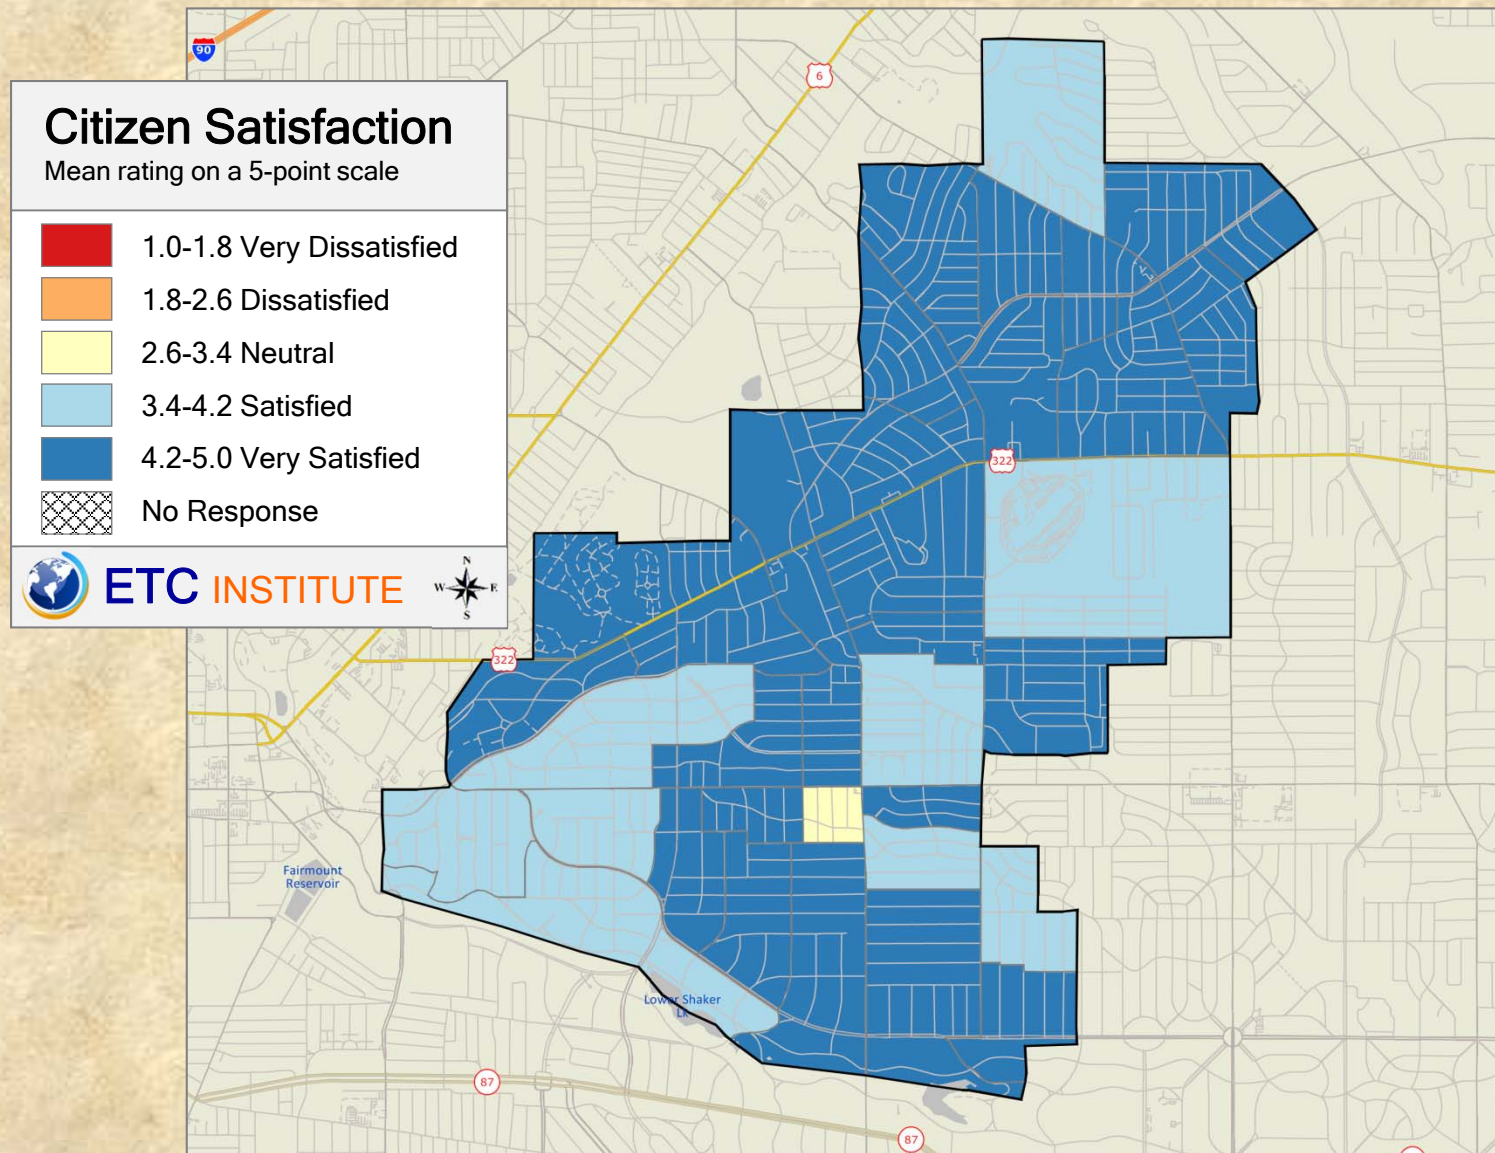 90
6
Citizen Satisfaction
Mean rating on a 5-point scale
1.0-1.8 Very Dissatisfied
1.8-2.6 Dissatisfied
2.6-3.4 Neutral
3.4-4.2 Satisfied
4.2-5.0 Very Satisfied
No Response
ETC INSTITUTE
N
W E
S
322
322
Fairmount
Reservoir
Lower Shaker
Lk
87
87